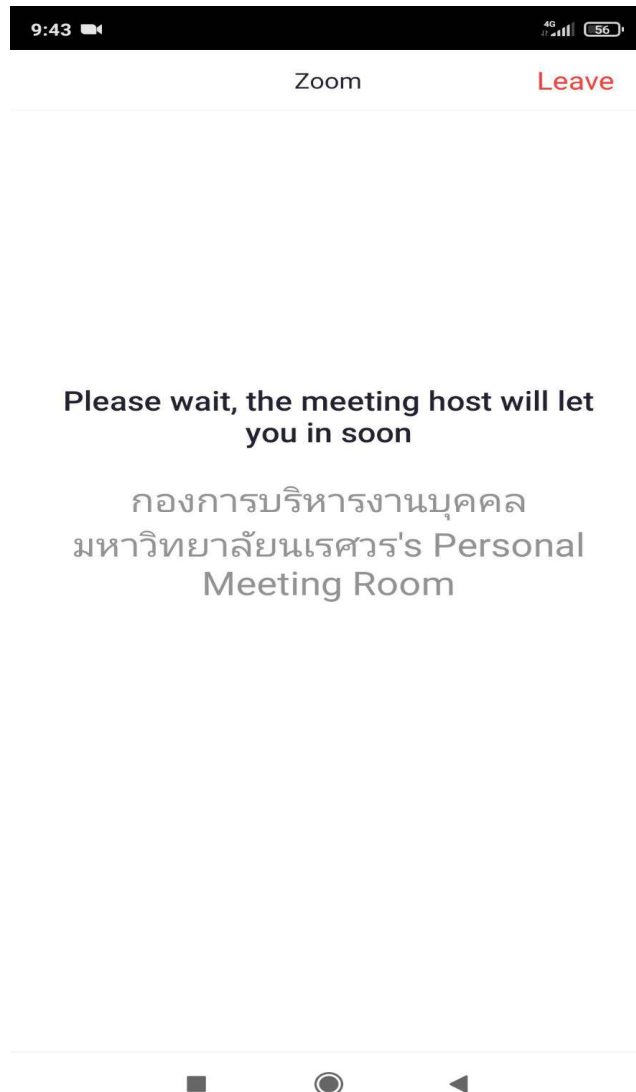 9:43
4G
56
Zoom
Leave
Please wait, the meeting host will let
you in soon
กองการบริหารงานบุคคล
มหาวิทยาลัยนเรศวร's Personal
Meeting Room